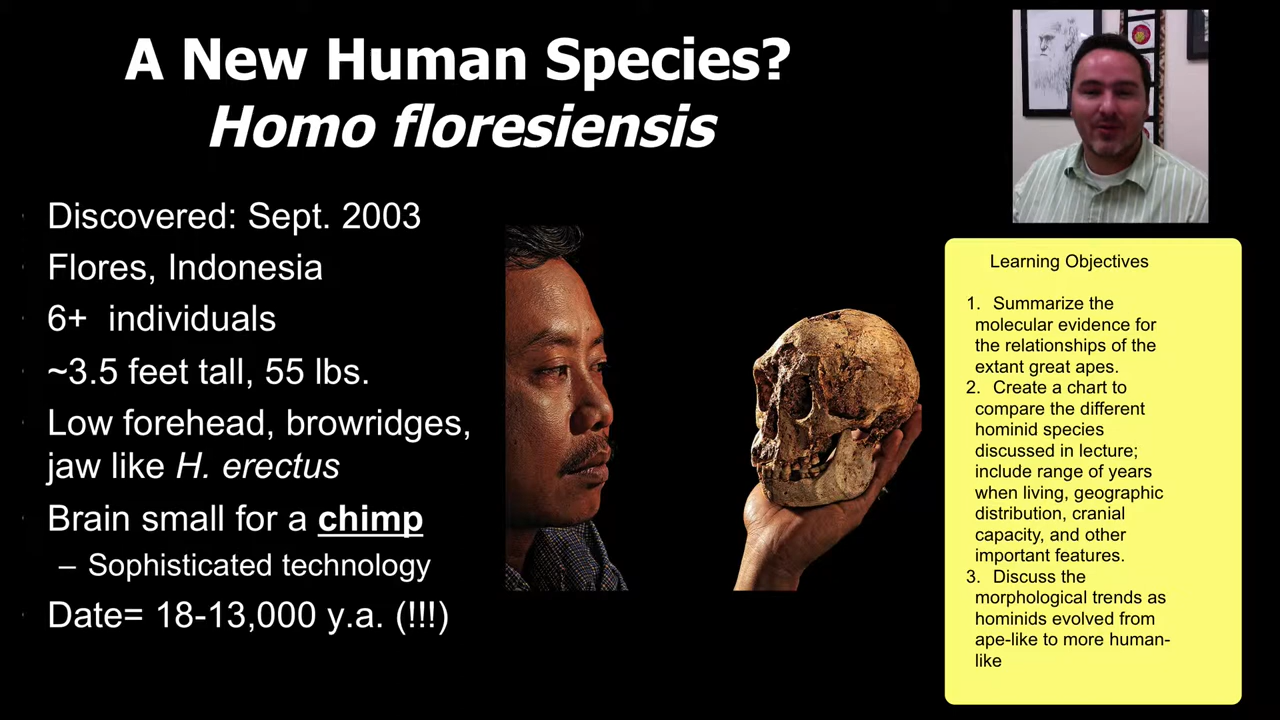 A New Human Species?
Homo floresiensis
Discovered: Sept. 2003
Flores, Indonesia
6+ individuals
~3.5 feet tall, 55 lbs.
Low forehead, browridges,
jaw like H. erectus
Brain small for a chimp
– Sophisticated technology
Date= 18-13,000 y.a. (!!!)
Learning Objectives
1. Summarize the
molecular evidence for
the relationships of the
extant great apes.
2. Create a chart to
compare the different
hominid species
discussed in lecture;
include range of years
when living, geographic
distribution, cranial
capacity, and other
important features.
3. Discuss the
morphological trends as
hominids evolved from
ape-like to more human-
like